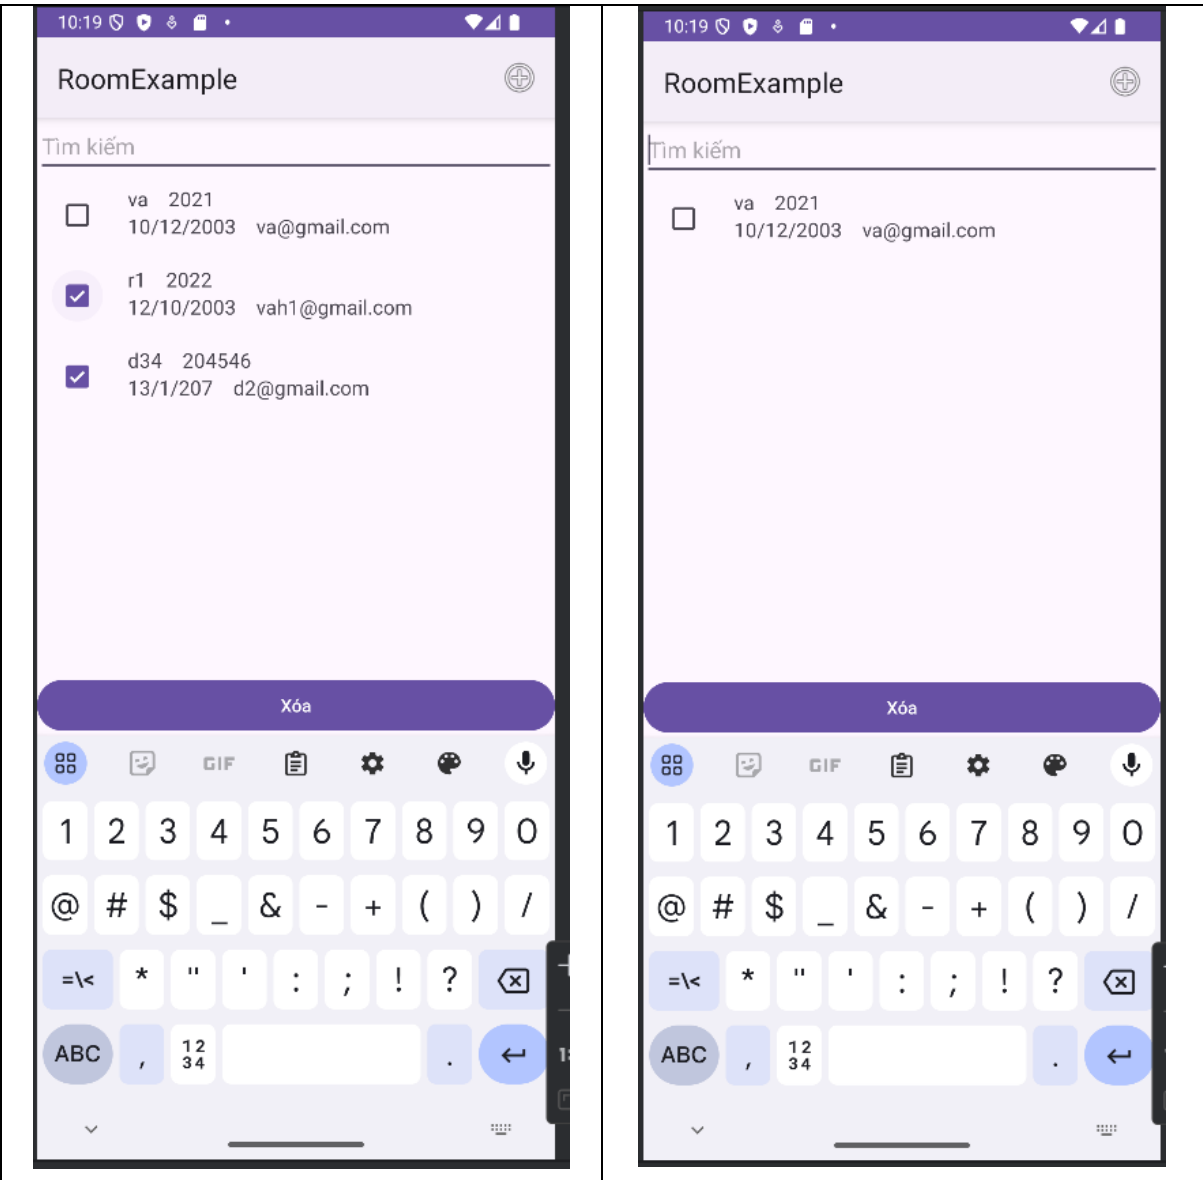 10:19
RoomExample
Tìm kiếm
va 2021
10/12/2003 va@gmail.com
r1 2022
12/10/2003 vah1@gmail.com
d34 204546
13/1/207 d2@gmail.com
Xóa
GIF
1 2 3 4 5 6 7 8 9 0
@ # $ _ & - + ( ) /
=\< * " ' : ; ! ?
ABC , 12 34 .
10:19
RoomExample
Tìm kiếm
va 2021
10/12/2003 va@gmail.com
Xóa
GIF
1 2 3 4 5 6 7 8 9 0
@ # $ _ & - + ( ) /
=\< * " ' : ; ! ?
ABC , 12 34 .